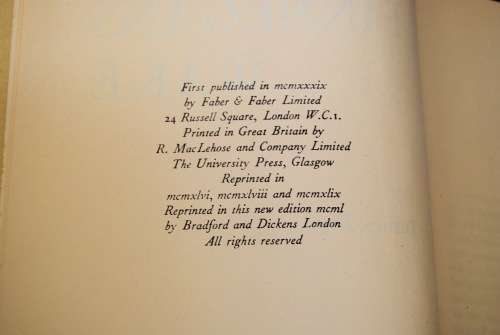 First published in mcmxxxix
by Faber & Faber Limited
24 Russell Square, London W.C.1.
Printed in Great Britain by
R. MacLehose and Company Limited
The University Press, Glasgow
Reprinted in
mcmxlvi, mcmxlviii and mcmxlix
Reprinted in this new edition mcml
by Bradford and Dickens London
All rights reserved